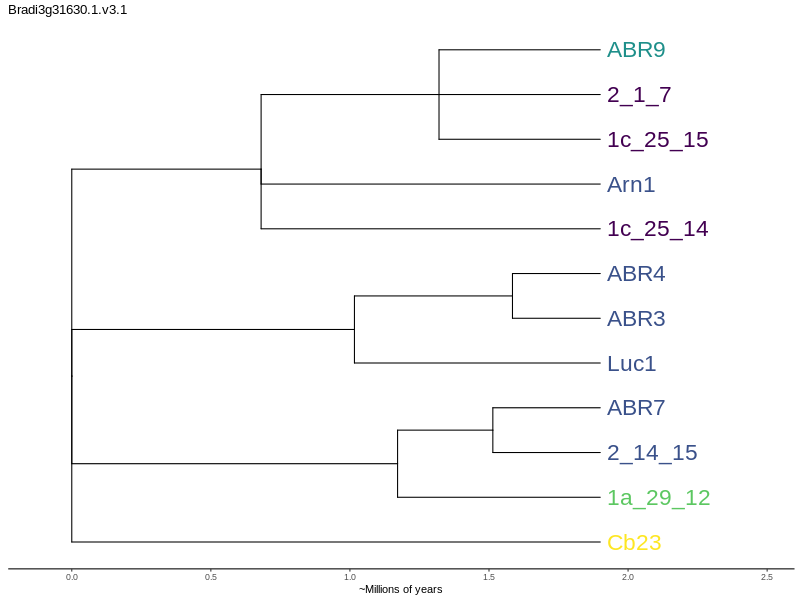 Bradi3g31630.1.v3.1
ABR9
2_1_7
1c_25_15
Arn1
1c_25_14
ABR4
ABR3
Luc1
ABR7
2_14_15
1a_29_12
Cb23
0.0 0.5 1.0 1.5 2.0 2.5
~Millions of years